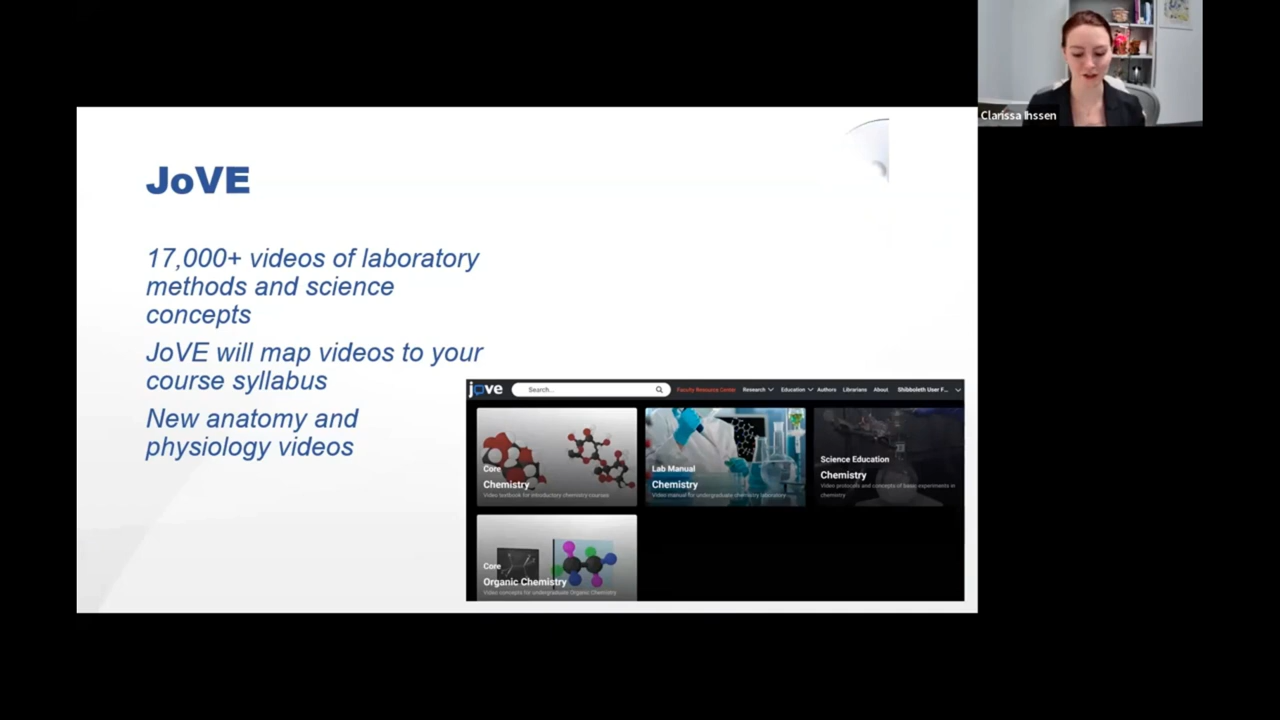 Clarissa Ihssen
JoVE
17,000+ videos of laboratory
methods and science
concepts
JoVE will map videos to your
course syllabus
New anatomy and
physiology videos
jove
Search...
Faculty Resource Center
Research
Education
Authors
Librarians
About
Shibboleth User F...
Core
Chemistry
Video textbook for introductory chemistry courses
Lab Manual
Chemistry
Video manual for undergraduate chemistry laboratory
Science Education
Chemistry
Video protocols and concepts of basic experiments in
chemistry
Core
Organic Chemistry
Video concepts for undergraduate Organic Chemistry